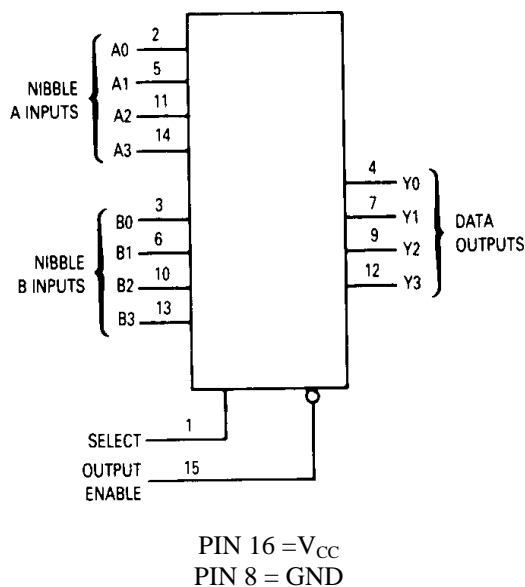 NIBBLE
A INPUTS
A0 2
A1 5
A2 11
A3 14
NIBBLE
B INPUTS
B0 3
B1 6
B2 10
B3 13
4 Y0
7 Y1
9 Y2
12 Y3
DATA
OUTPUTS
SELECT 1
OUTPUT
ENABLE 15
PIN 16 =VCC
PIN 8 = GND